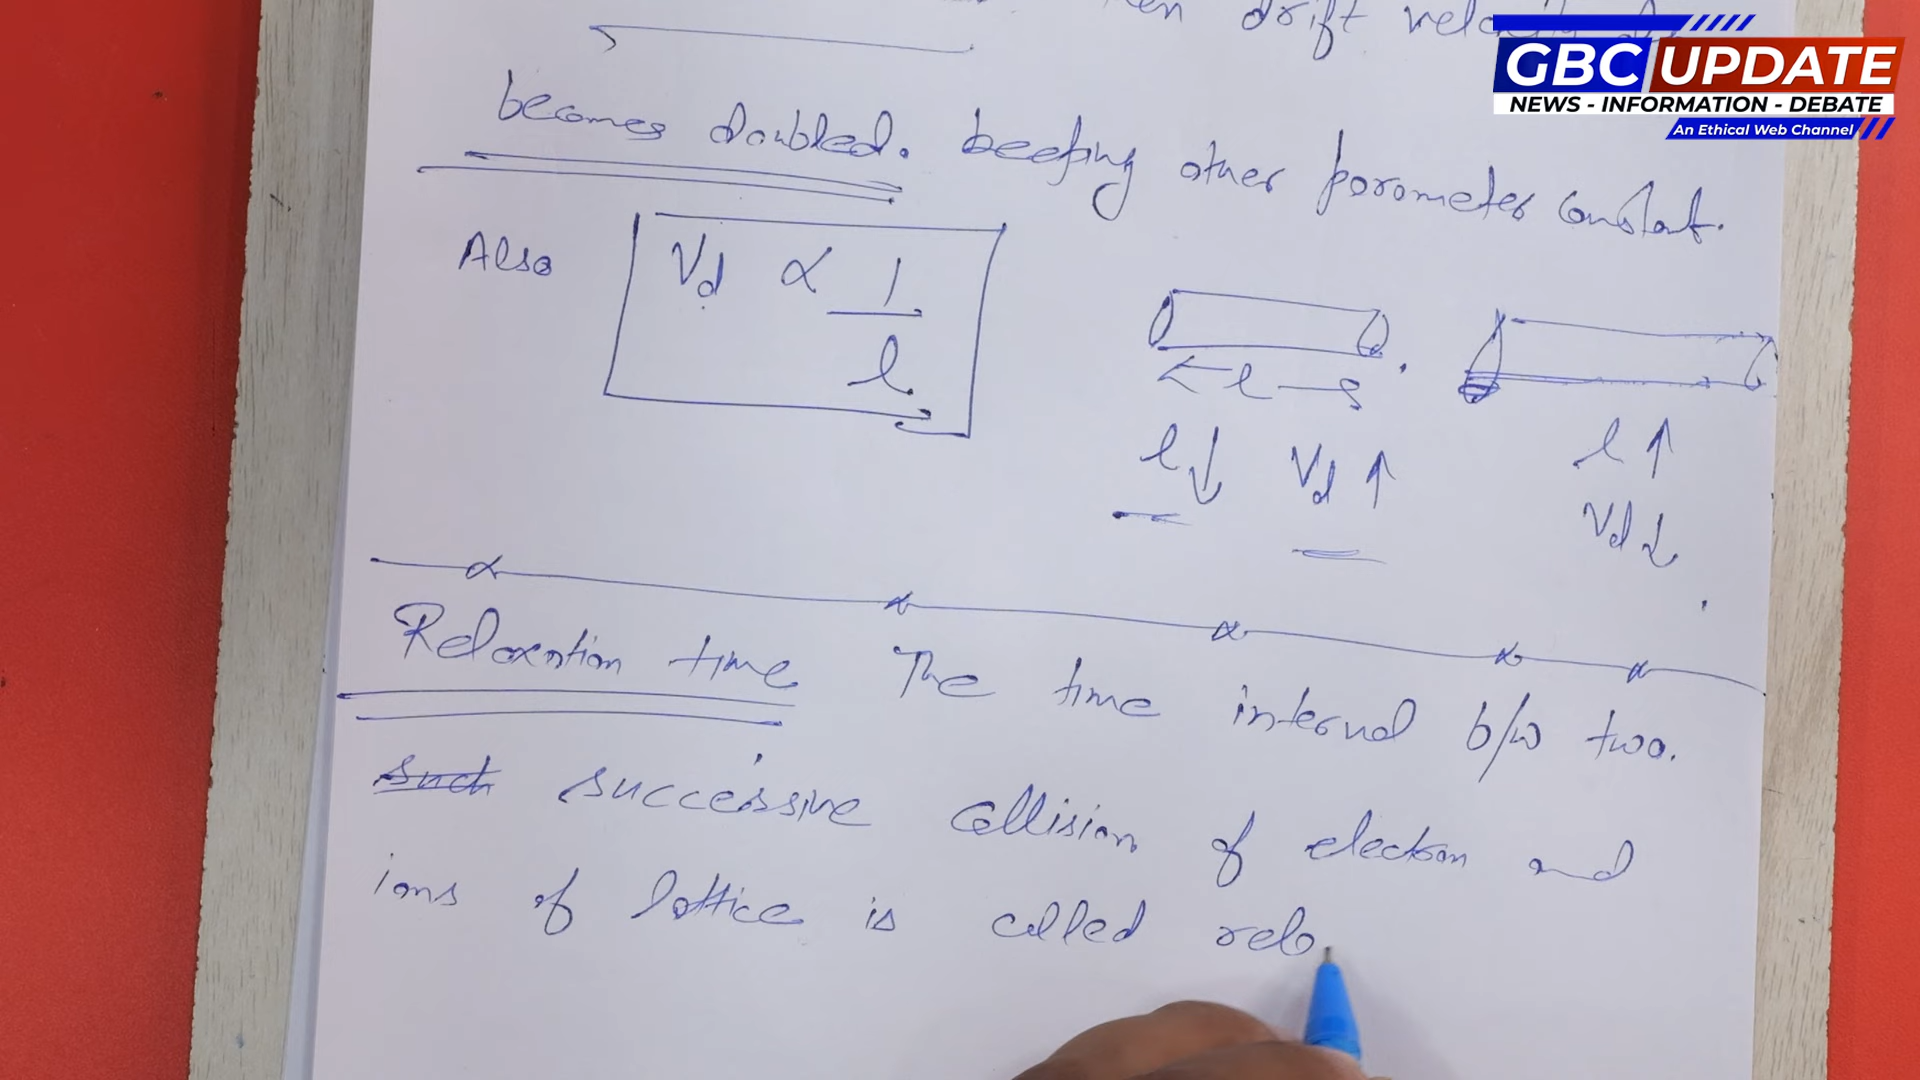 then drift velocity
becomes doubled. keeping other parameter constant.
Also Vd ∝ 1/l
l
l↓ Vd↑
l↑
Vd↓
Relaxation time The time interval b/w two.
such successive collision of electron and
ions of lattice is called rela
GBC UPDATE
NEWS - INFORMATION - DEBATE
An Ethical Web Channel